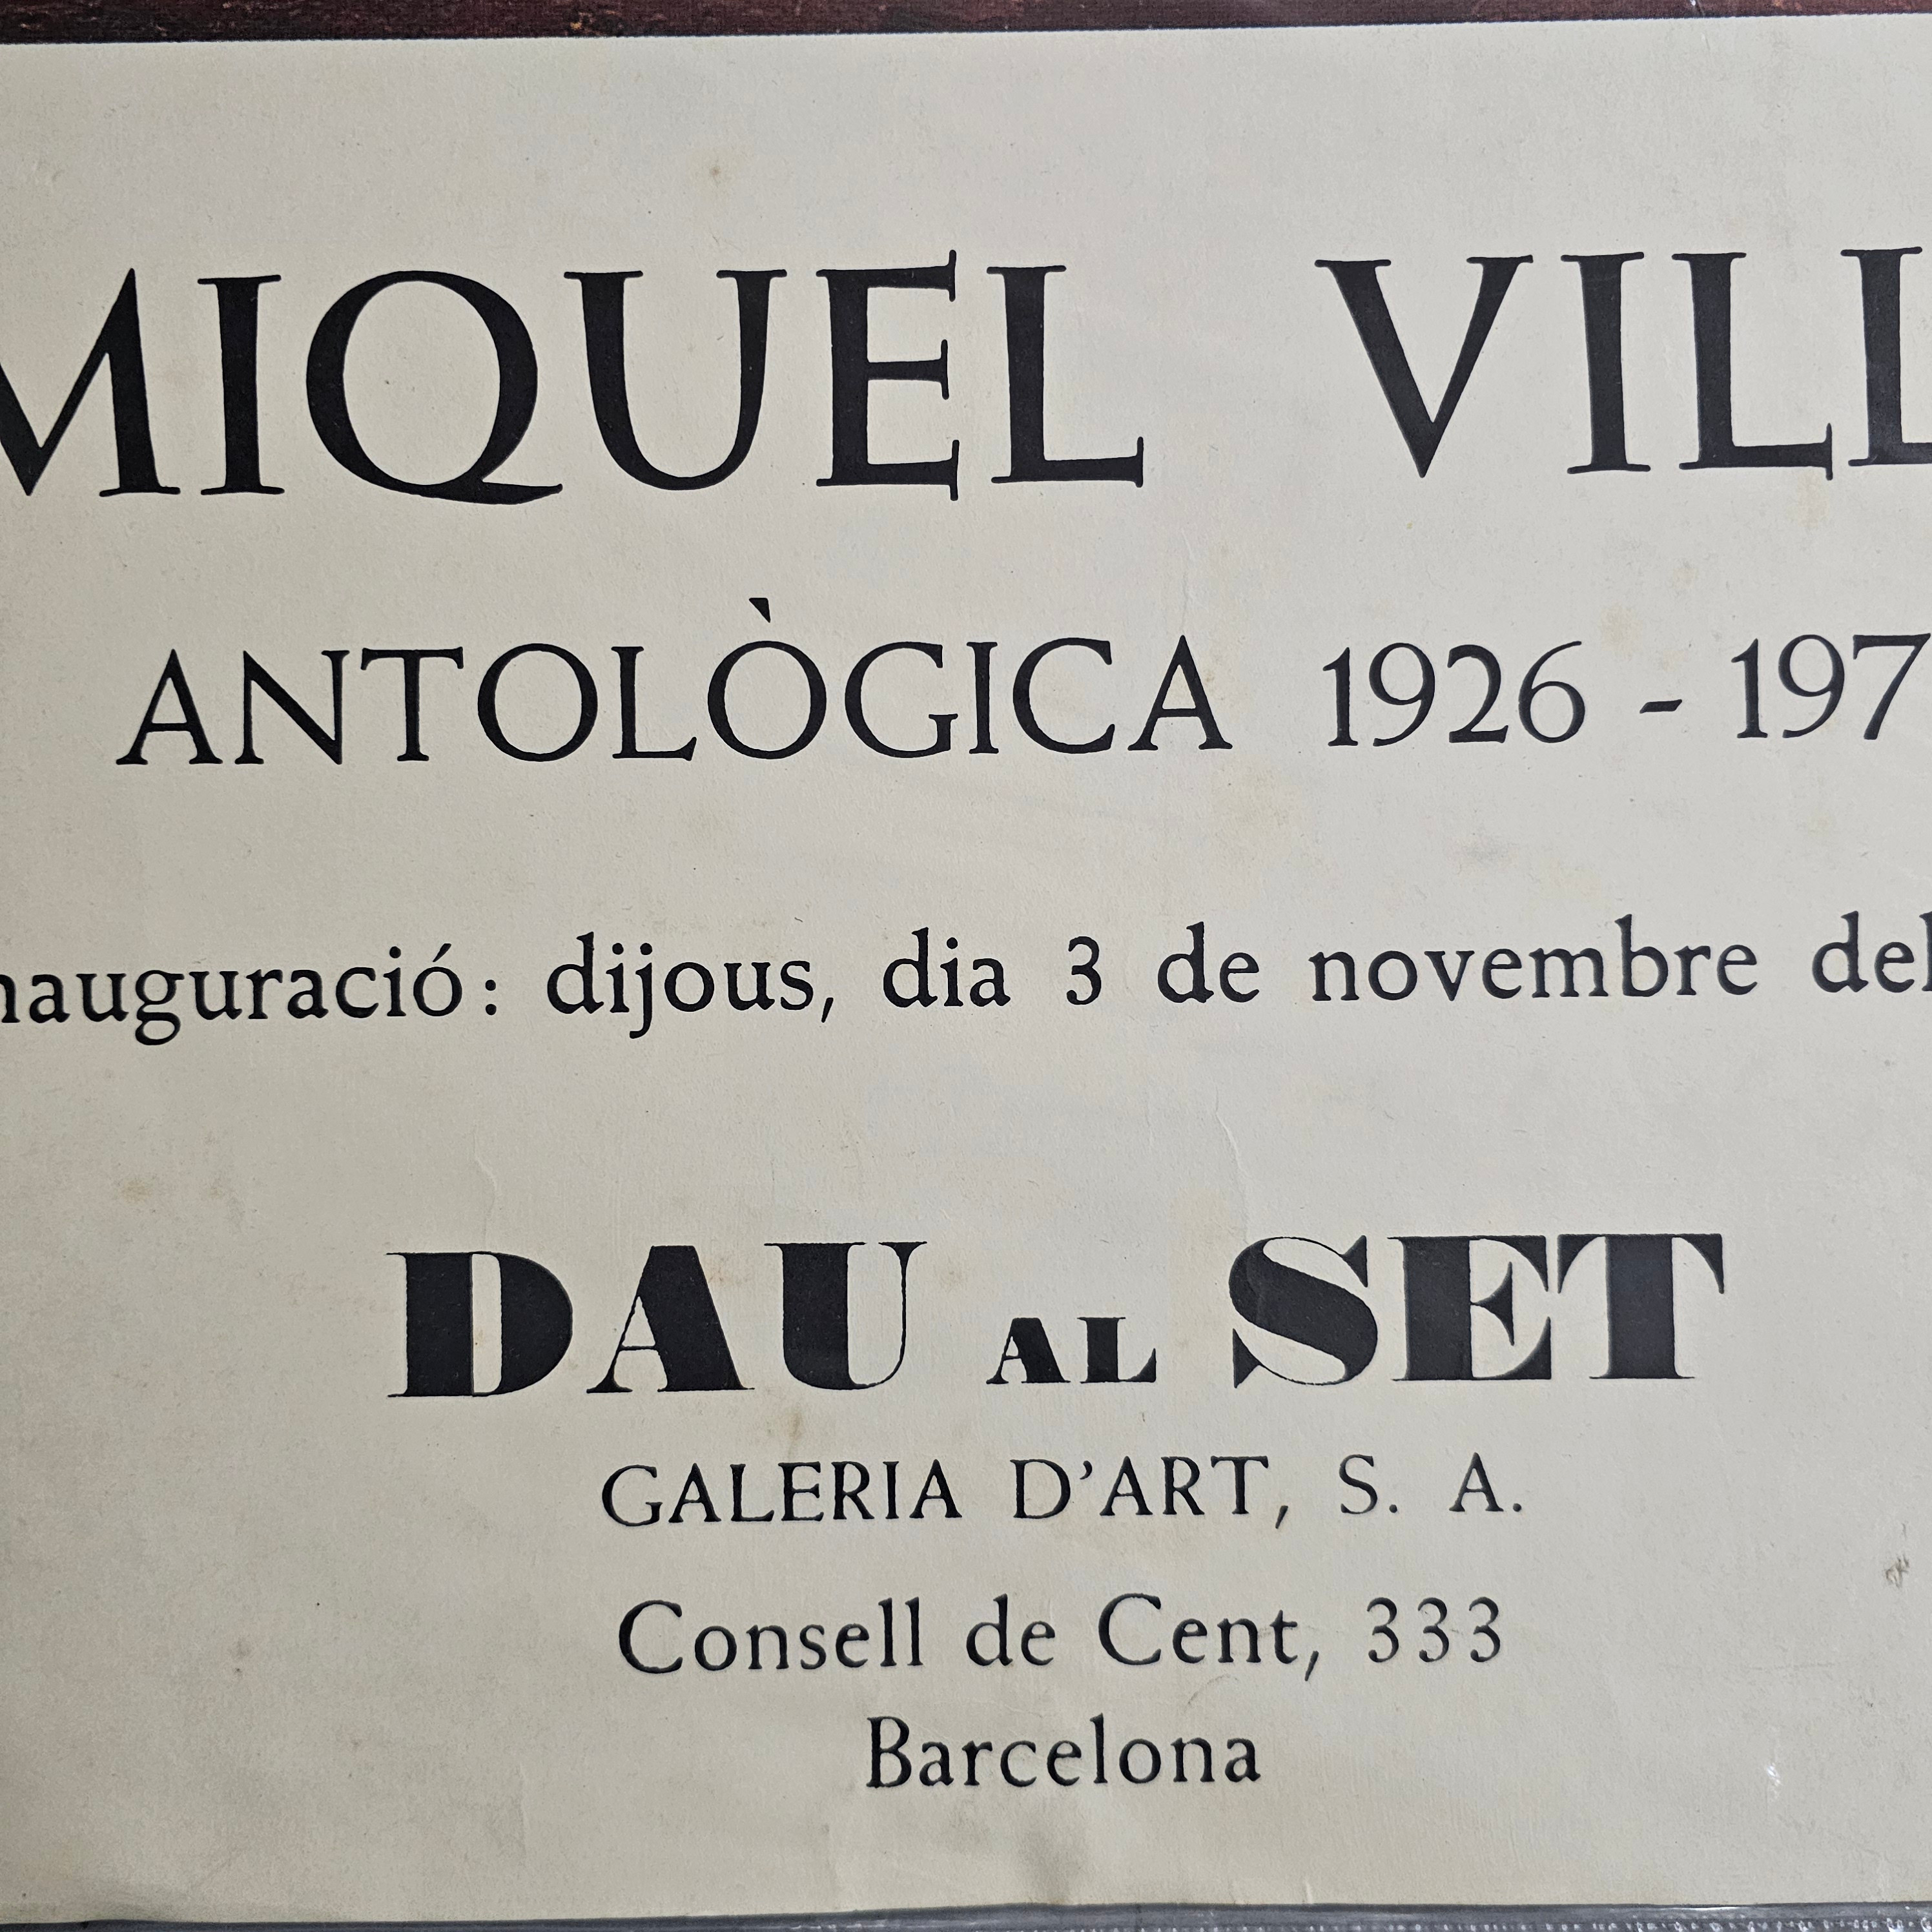 MIQUEL VILL
ANTOLÒGICA 1926 - 197
nauguració: dijous, dia 3 de novembre del
DAU AL SET
GALERIA D'ART, S. A.
Consell de Cent, 333
Barcelona